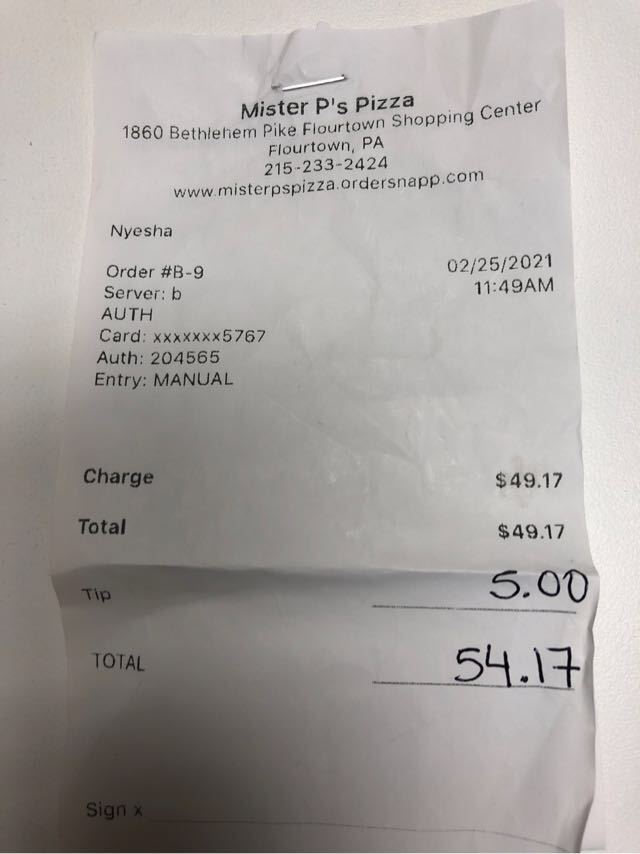 Mister P's Pizza
1860 Bethlehem Pike Flourtown Shopping Center
Flourtown, PA
215-233-2424
www.misterpspizza.ordersnapp.com
Nyesha
Order #B-9 02/25/2021
Server: b 11:49AM
AUTH
Card: xxxxxxx5767
Auth: 204565
Entry: MANUAL
Charge $49.17
Total $49.17
Tip 5.00
TOTAL 54.17
Sign x